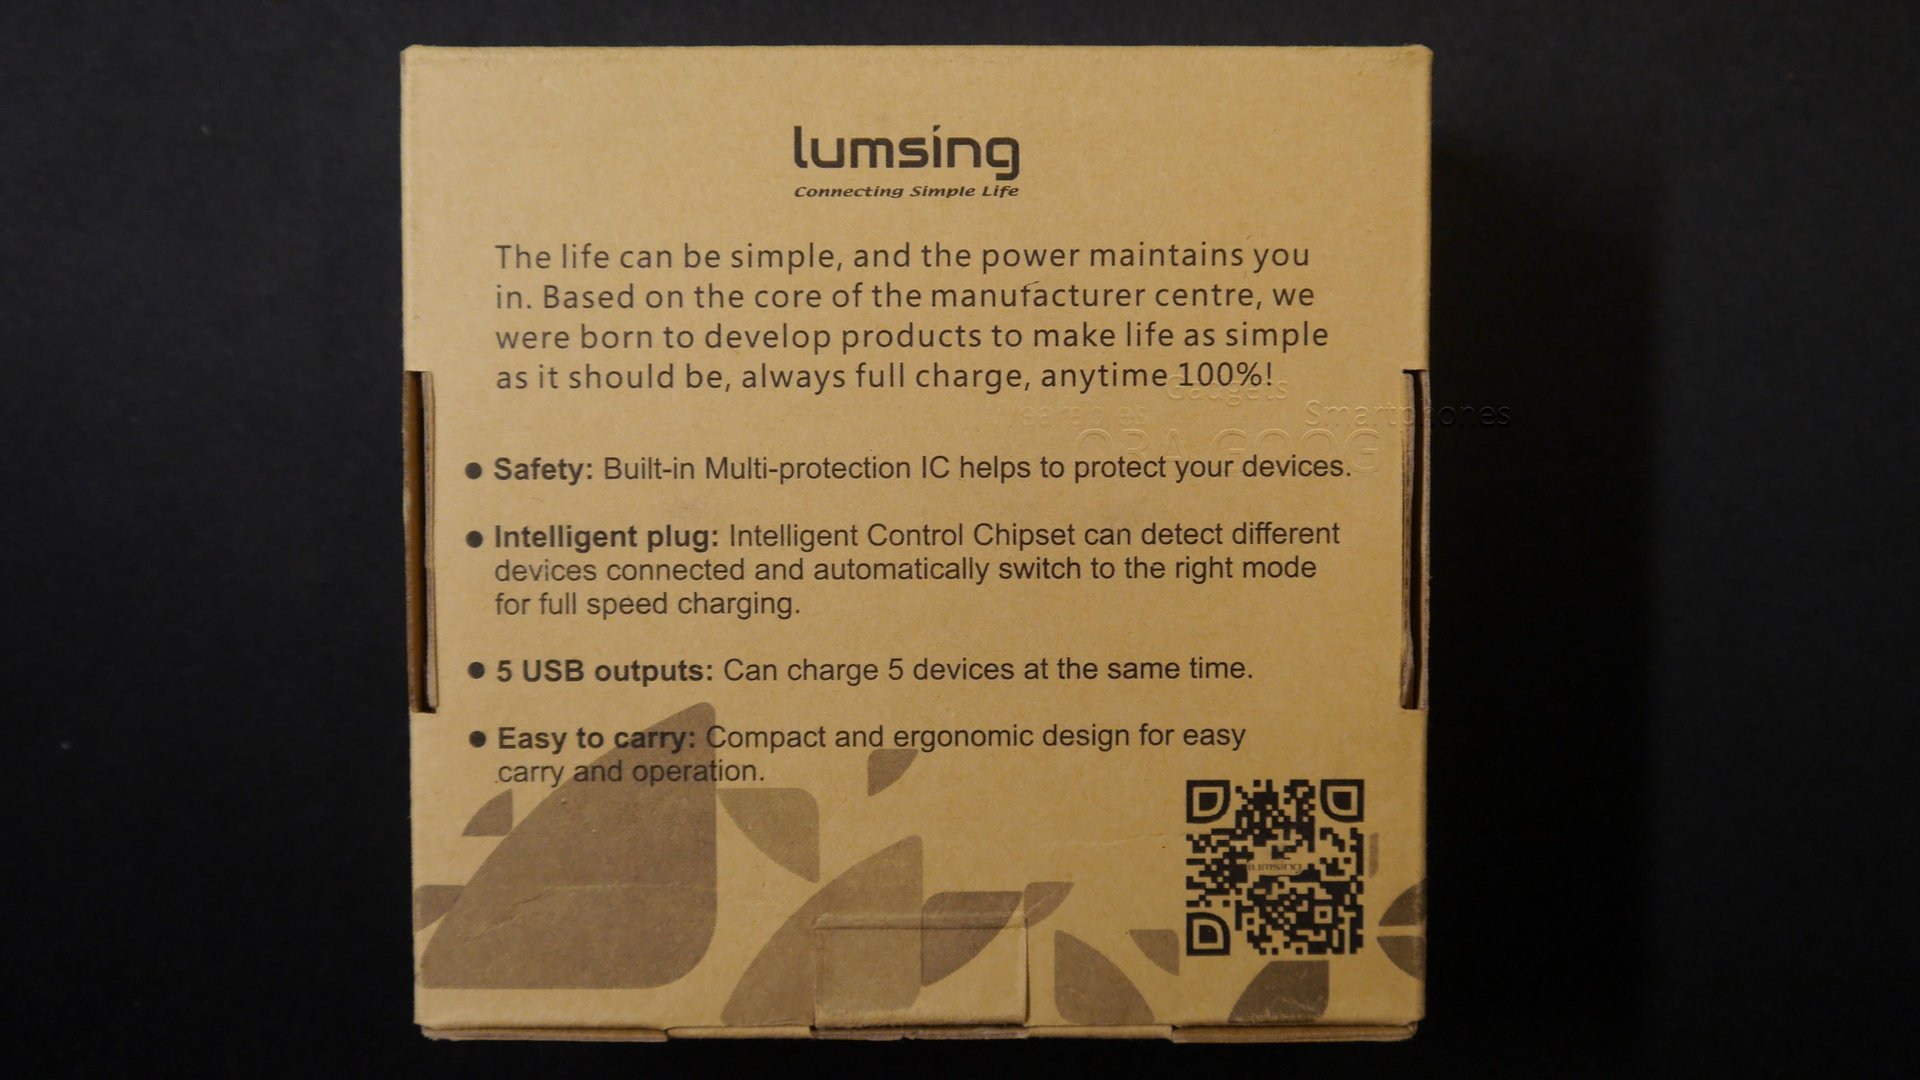 lumsing
Connecting Simple Life
The life can be simple, and the power maintains you
in. Based on the core of the manufacturer centre, we
were born to develop products to make life as simple
as it should be, always full charge, anytime 100%!
Gadgets
Smartphones
● Safety: Built-in Multi-protection IC helps to protect your devices.
● Intelligent plug: Intelligent Control Chipset can detect different
devices connected and automatically switch to the right mode
for full speed charging.
● 5 USB outputs: Can charge 5 devices at the same time.
● Easy to carry: Compact and ergonomic design for easy
carry and operation.